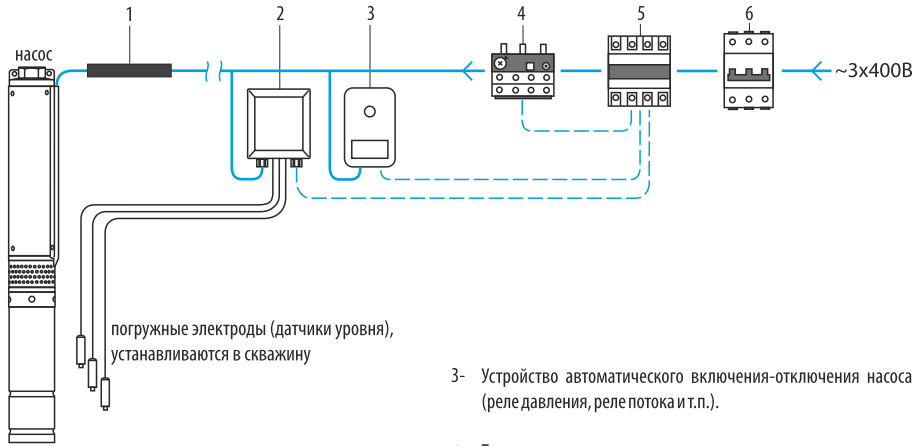 1 2 3 4 5 6
насос
~3x400В
погружные электроды (датчики уровня),
устанавливаются в скважину
3- Устройство автоматического включения-отключения насоса
(реле давления, реле потока и т.п.).